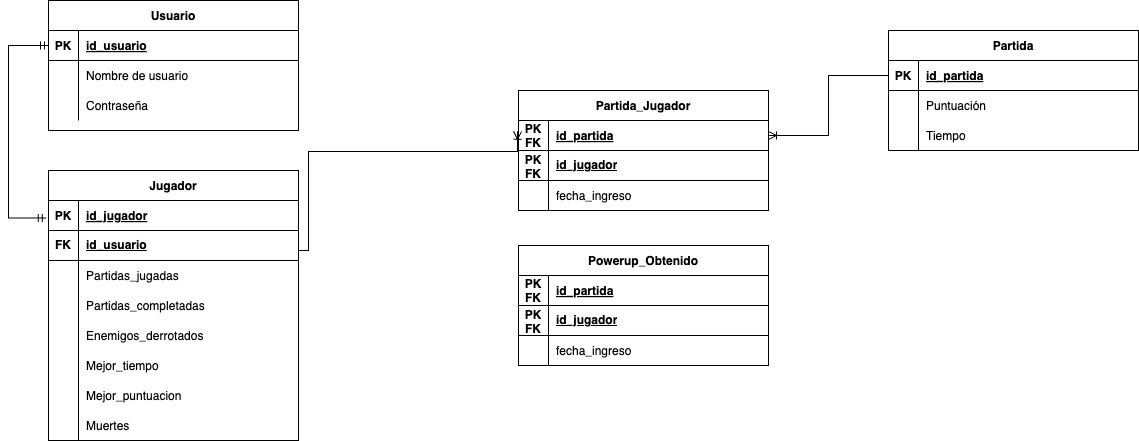 Usuario
PK id_usuario
Nombre de usuario
Contraseña
Jugador
PK id_jugador
FK id_usuario
Partidas_jugadas
Partidas_completadas
Enemigos_derrotados
Mejor_tiempo
Mejor_puntuacion
Muertes
Partida_Jugador
PK
FK id_partida
PK
FK id_jugador
fecha_ingreso
Powerup_Obtenido
PK
FK id_partida
PK
FK id_jugador
fecha_ingreso
Partida
PK id_partida
Puntuación
Tiempo